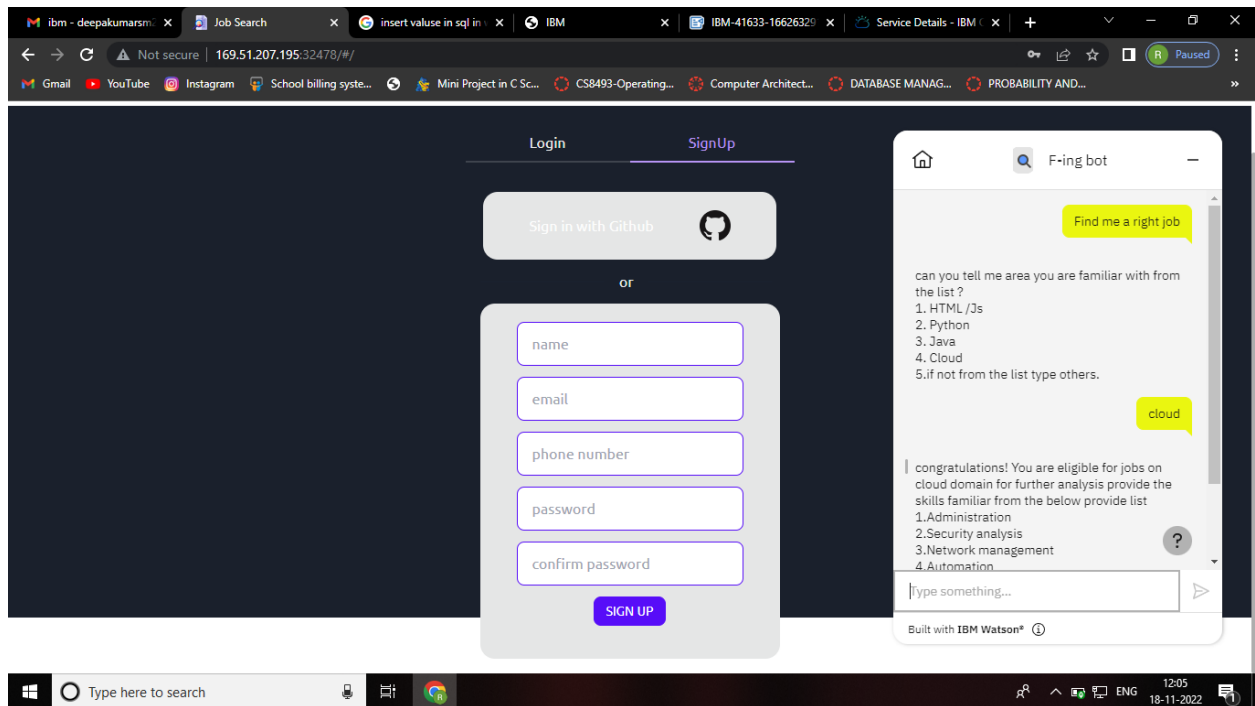 ibm - deepakumarsm
Job Search
insert valuse in sql in
IBM
IBM-41633-16626329
Service Details - IBM
Not secure | 169.51.207.195:32478/#/
R Paused
Gmail
YouTube
Instagram
School billing syste...
Mini Project in C Sc...
CS8493-Operating...
Computer Architect...
DATABASE MANAG...
PROBABILITY AND...
»
Login
SignUp
Sign in with Github
or
name
email
phone number
password
confirm password
SIGN UP
F-ing bot
Find me a right job
can you tell me area you are familiar with from
the list ?
1. HTML /Js
2. Python
3. Java
4. Cloud
5.if not from the list type others.
cloud
congratulations! You are eligible for jobs on
cloud domain for further analysis provide the
skills familiar from the below provide list
1.Administration
2.Security analysis
3.Network management
4.Automation
?
Type something...
Built with IBM Watson®
Type here to search
ENG
12:05
18-11-2022